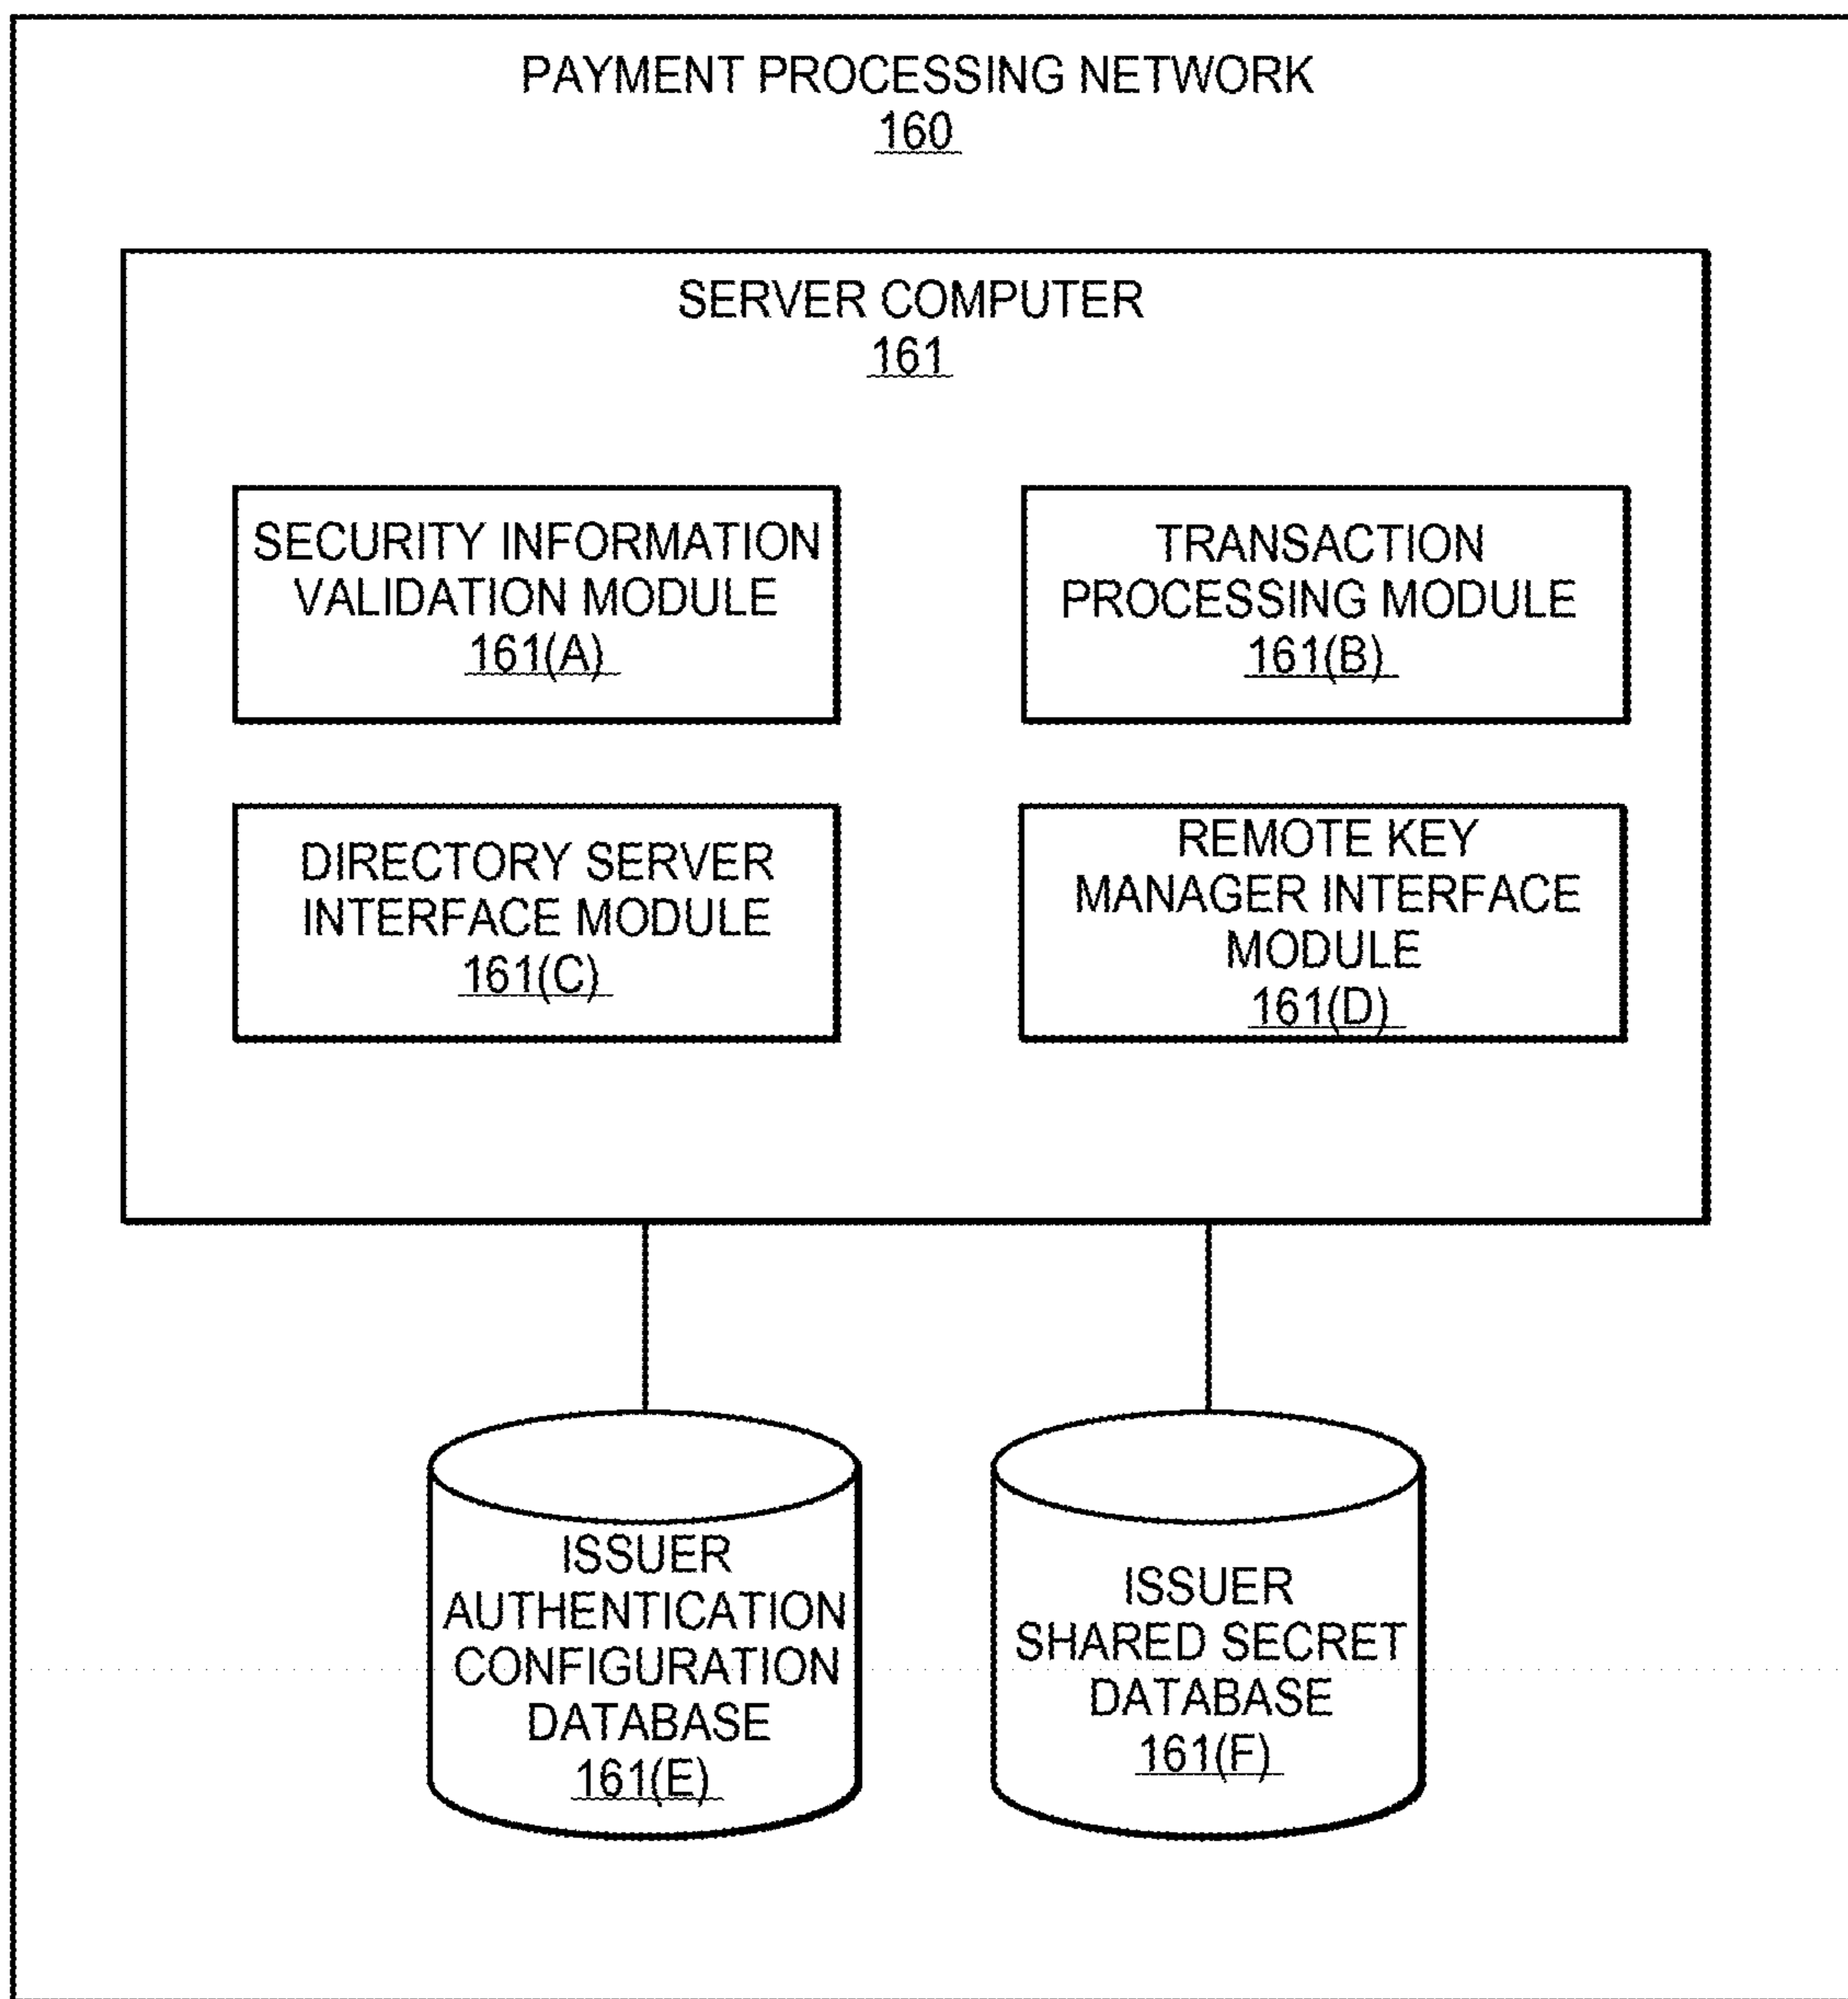 PAYMENT PROCESSING NETWORK
160
SERVER COMPUTER
161
SECURITY INFORMATION
VALIDATION MODULE
161(A)
TRANSACTION
PROCESSING MODULE
161(B)
DIRECTORY SERVER
INTERFACE MODULE
161(C)
REMOTE KEY
MANAGER INTERFACE
MODULE
161(D)
ISSUER
AUTHENTICATION
CONFIGURATION
DATABASE
161(E)
ISSUER
SHARED SECRET
DATABASE
161(F)